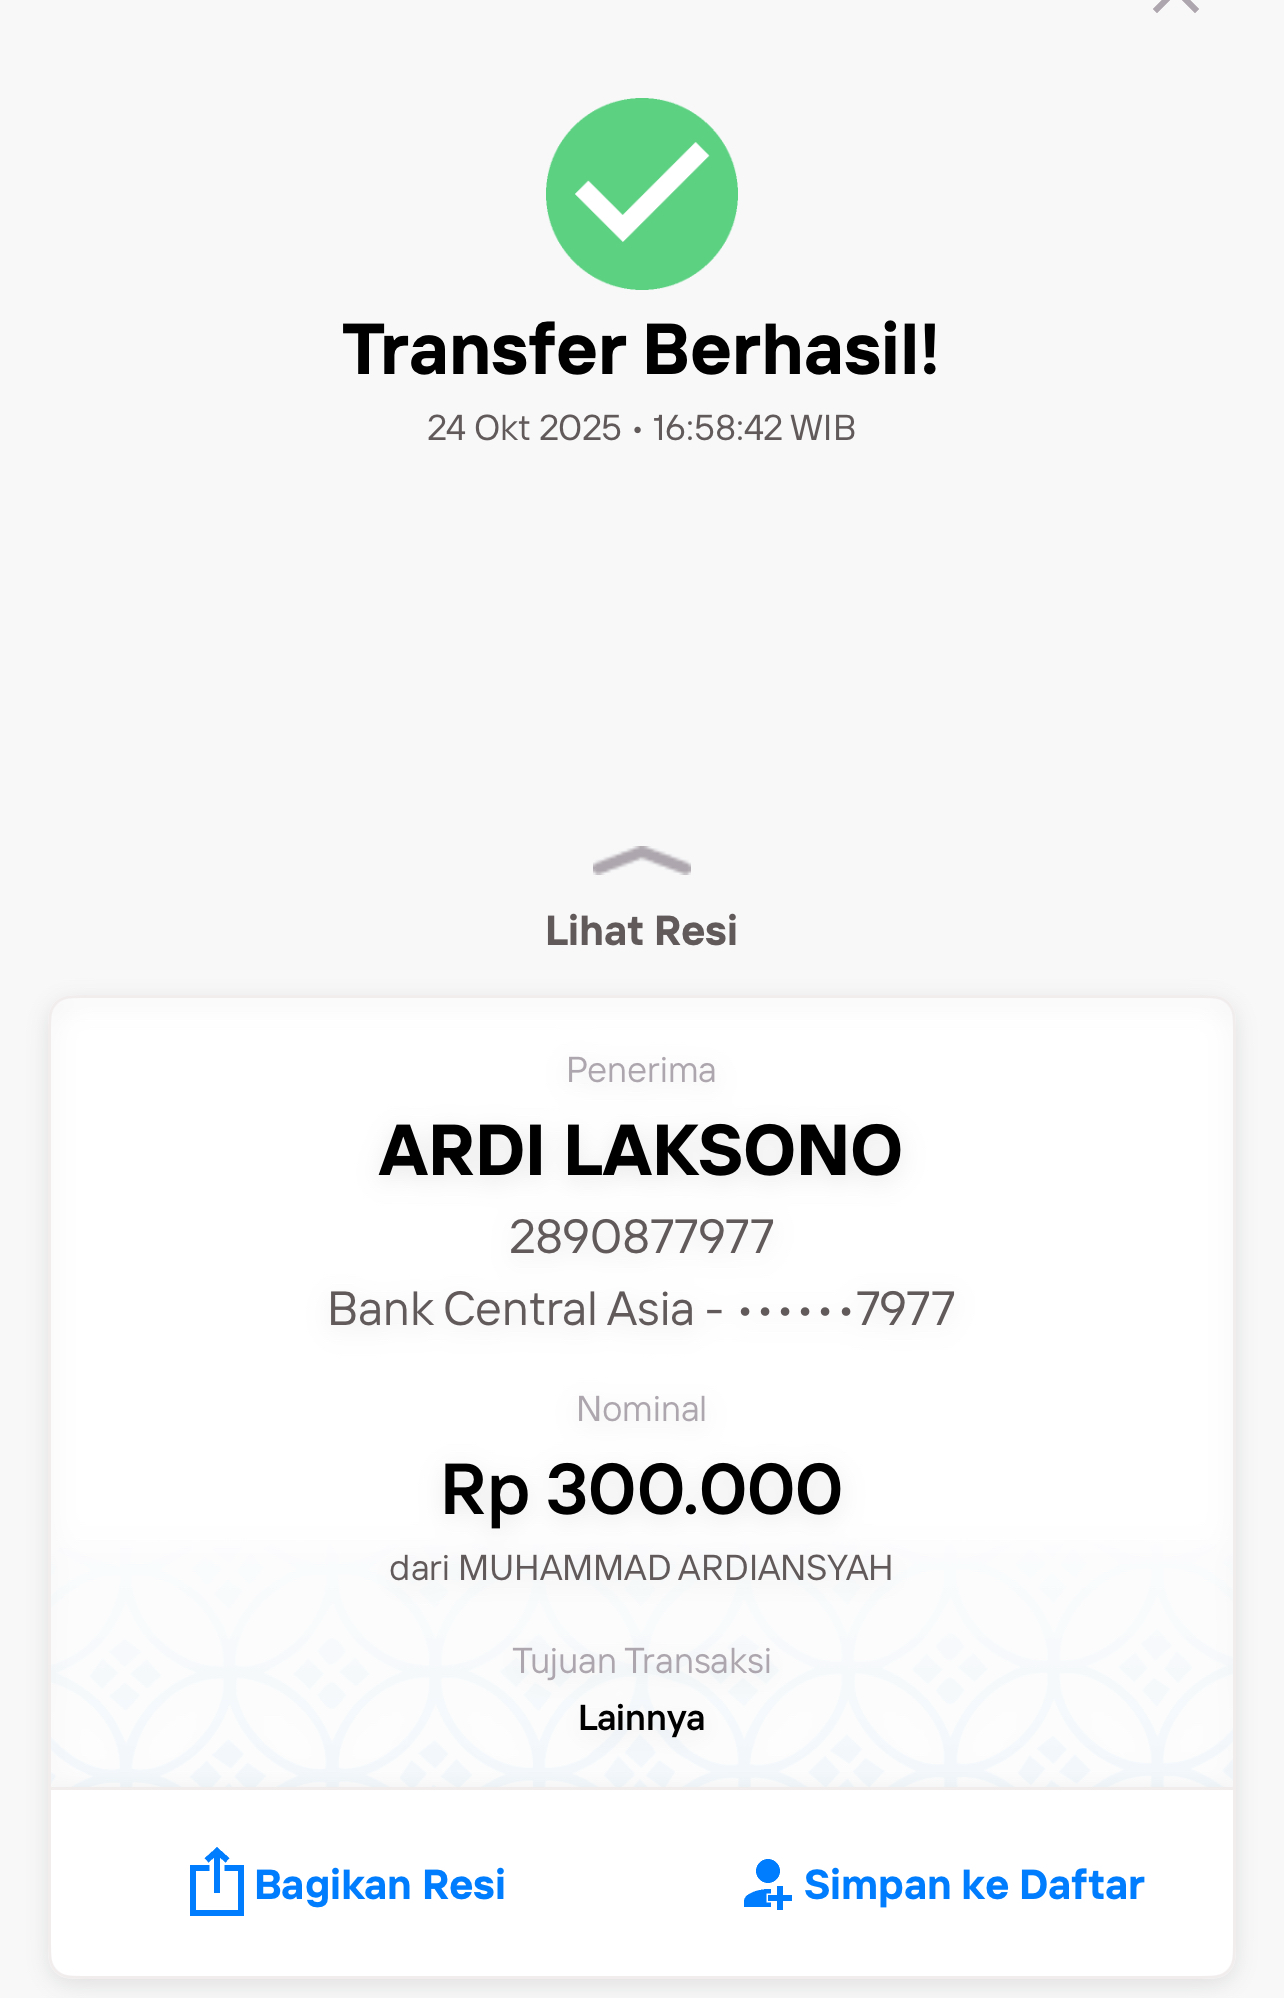 Transfer Berhasil!
24 Okt 2025 • 16:58:42 WIB
Lihat Resi
Penerima
ARDI LAKSONO
2890877977
Bank Central Asia - ••••••7977
Nominal
Rp 300.000
dari MUHAMMAD ARDIANSYAH
Tujuan Transaksi
Lainnya
Bagikan Resi
Simpan ke Daftar